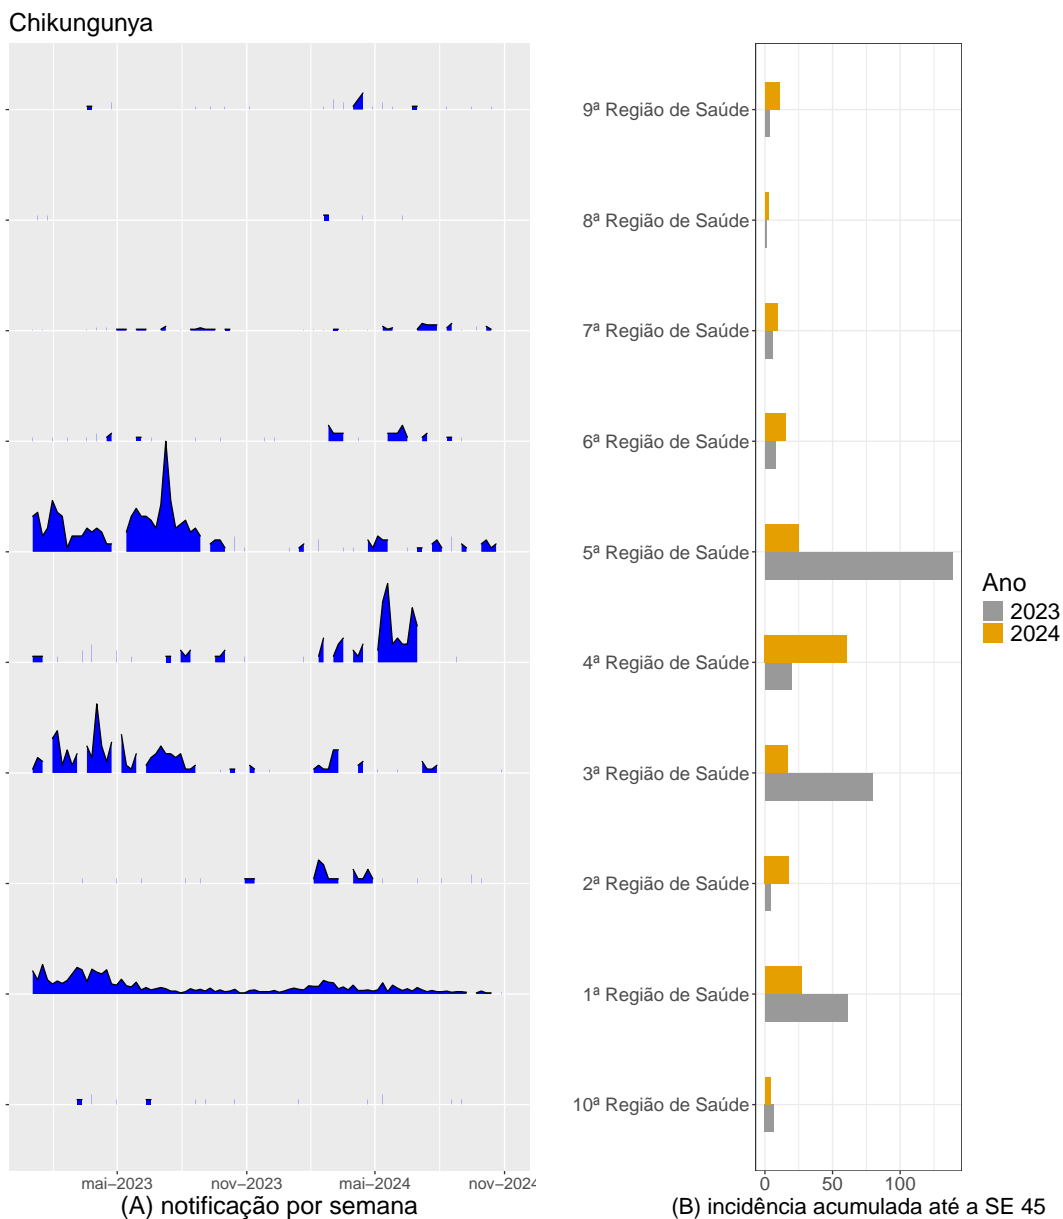 Chikungunya
9ª Região de Saúde
8ª Região de Saúde
7ª Região de Saúde
6ª Região de Saúde
5ª Região de Saúde
4ª Região de Saúde
3ª Região de Saúde
2ª Região de Saúde
1ª Região de Saúde
10ª Região de Saúde
mai–2023
nov–2023
mai–2024
nov–2024
(A) notificação por semana
0
50
100
(B) incidência acumulada até a SE 45
Ano
2023
2024